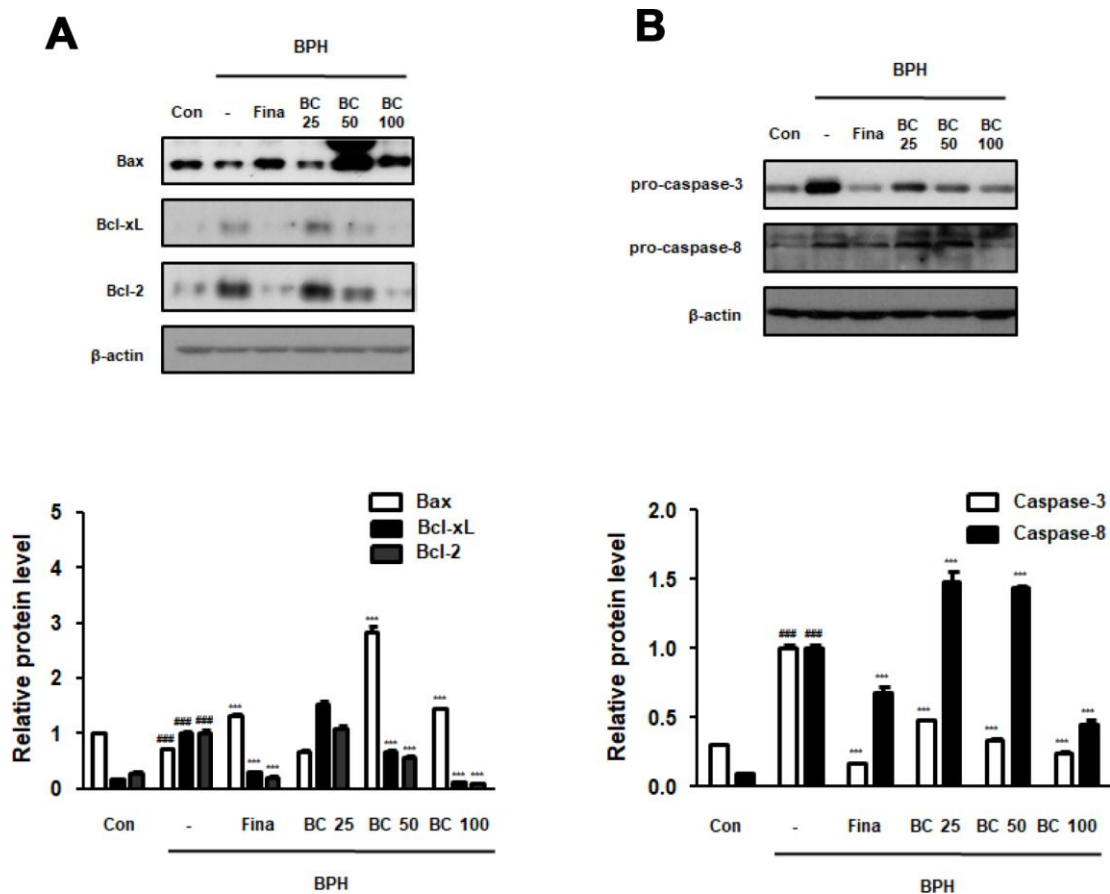 A
BPH
Con - Fina BC 25 BC 50 BC 100
Bax
Bcl-xL
Bcl-2
β-actin
Relative protein level
5
4
3
2
1
0
Bax
Bcl-xL
Bcl-2
### ### ###
*** *** ***
*** *** ***
*** *** ***
Con - Fina BC 25 BC 50 BC 100
BPH
B
BPH
Con - Fina BC 25 BC 50 BC 100
pro-caspase-3
pro-caspase-8
β-actin
Relative protein level
2.0
1.5
1.0
0.5
0.0
Caspase-3
Caspase-8
### ###
*** ***
*** ***
*** ***
*** ***
Con - Fina BC 25 BC 50 BC 100
BPH